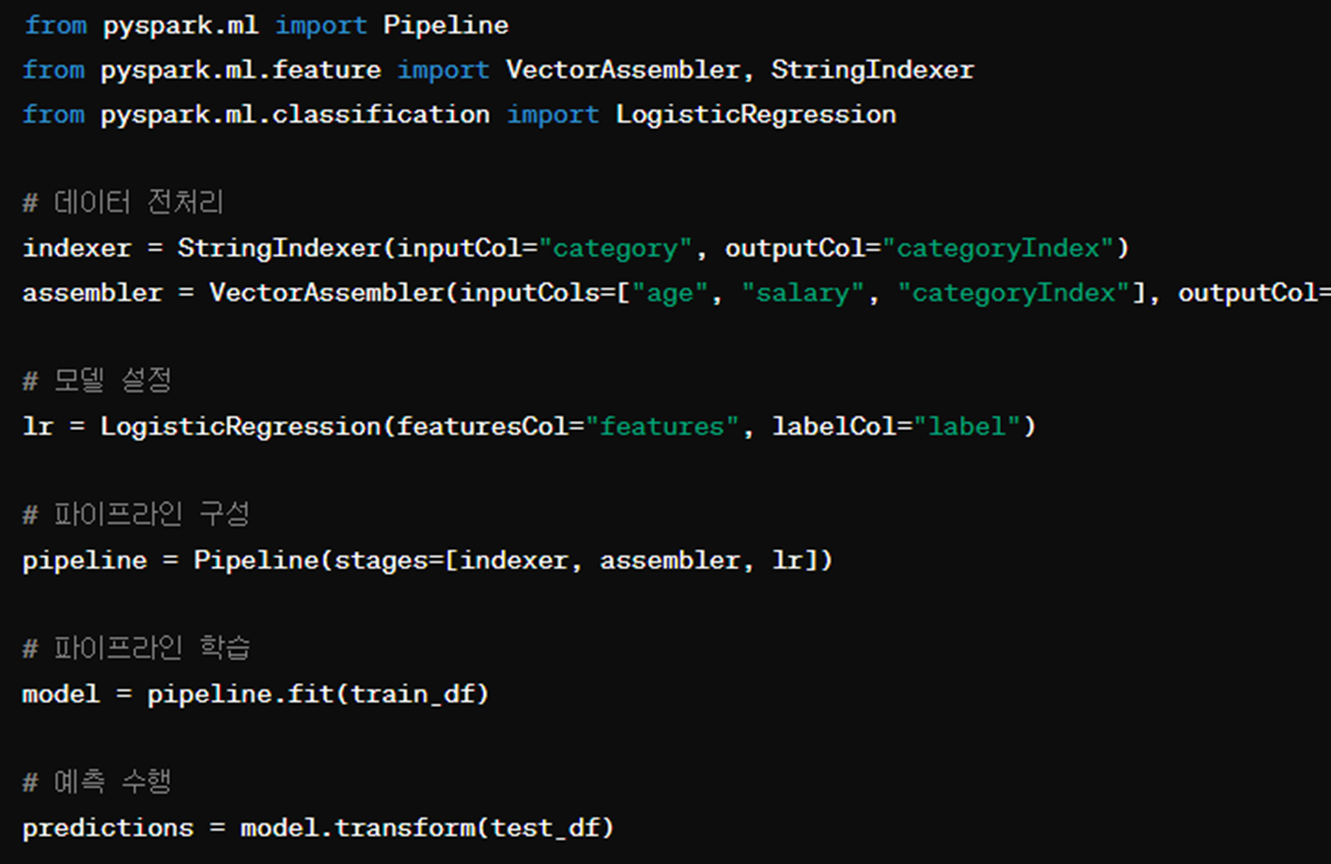 from pyspark.ml import Pipeline
from pyspark.ml.feature import VectorAssembler, StringIndexer
from pyspark.ml.classification import LogisticRegression
# 데이터 전처리
indexer = StringIndexer(inputCol="category", outputCol="categoryIndex")
assembler = VectorAssembler(inputCols=["age", "salary", "categoryIndex"], outputCol=
# 모델 설정
lr = LogisticRegression(featuresCol="features", labelCol="label")
# 파이프라인 구성
pipeline = Pipeline(stages=[indexer, assembler, lr])
# 파이프라인 학습
model = pipeline.fit(train_df)
# 예측 수행
predictions = model.transform(test_df)